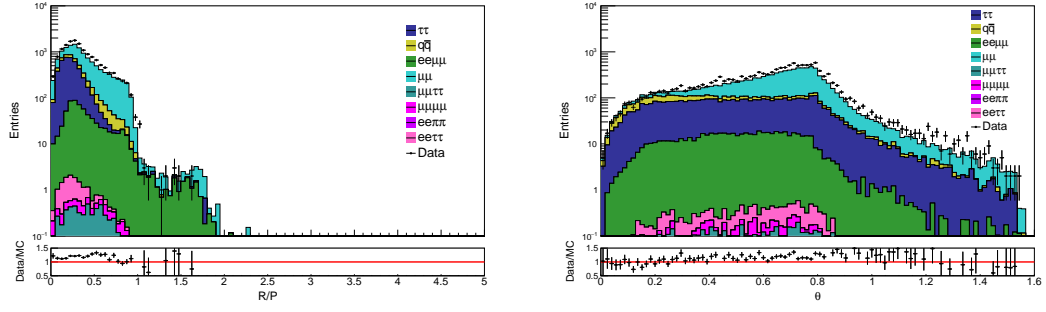 Entries
10⁴
10³
10²
10
1
10⁻¹
ττ
qq̅
eeμμ
μμ
μμττ
μμμμ
eeππ
eeττ
Data
Data/MC
1.5
1
0.5
0 0.5 1 1.5 2 2.5 3 3.5 4 4.5 5
R/P
Entries
10⁴
10³
10²
10
1
10⁻¹
ττ
qq̅
eeμμ
μμ
μμττ
μμμμ
eeππ
eeττ
Data
Data/MC
1.5
1
0.5
0 0.2 0.4 0.6 0.8 1 1.2 1.4 1.6
θ